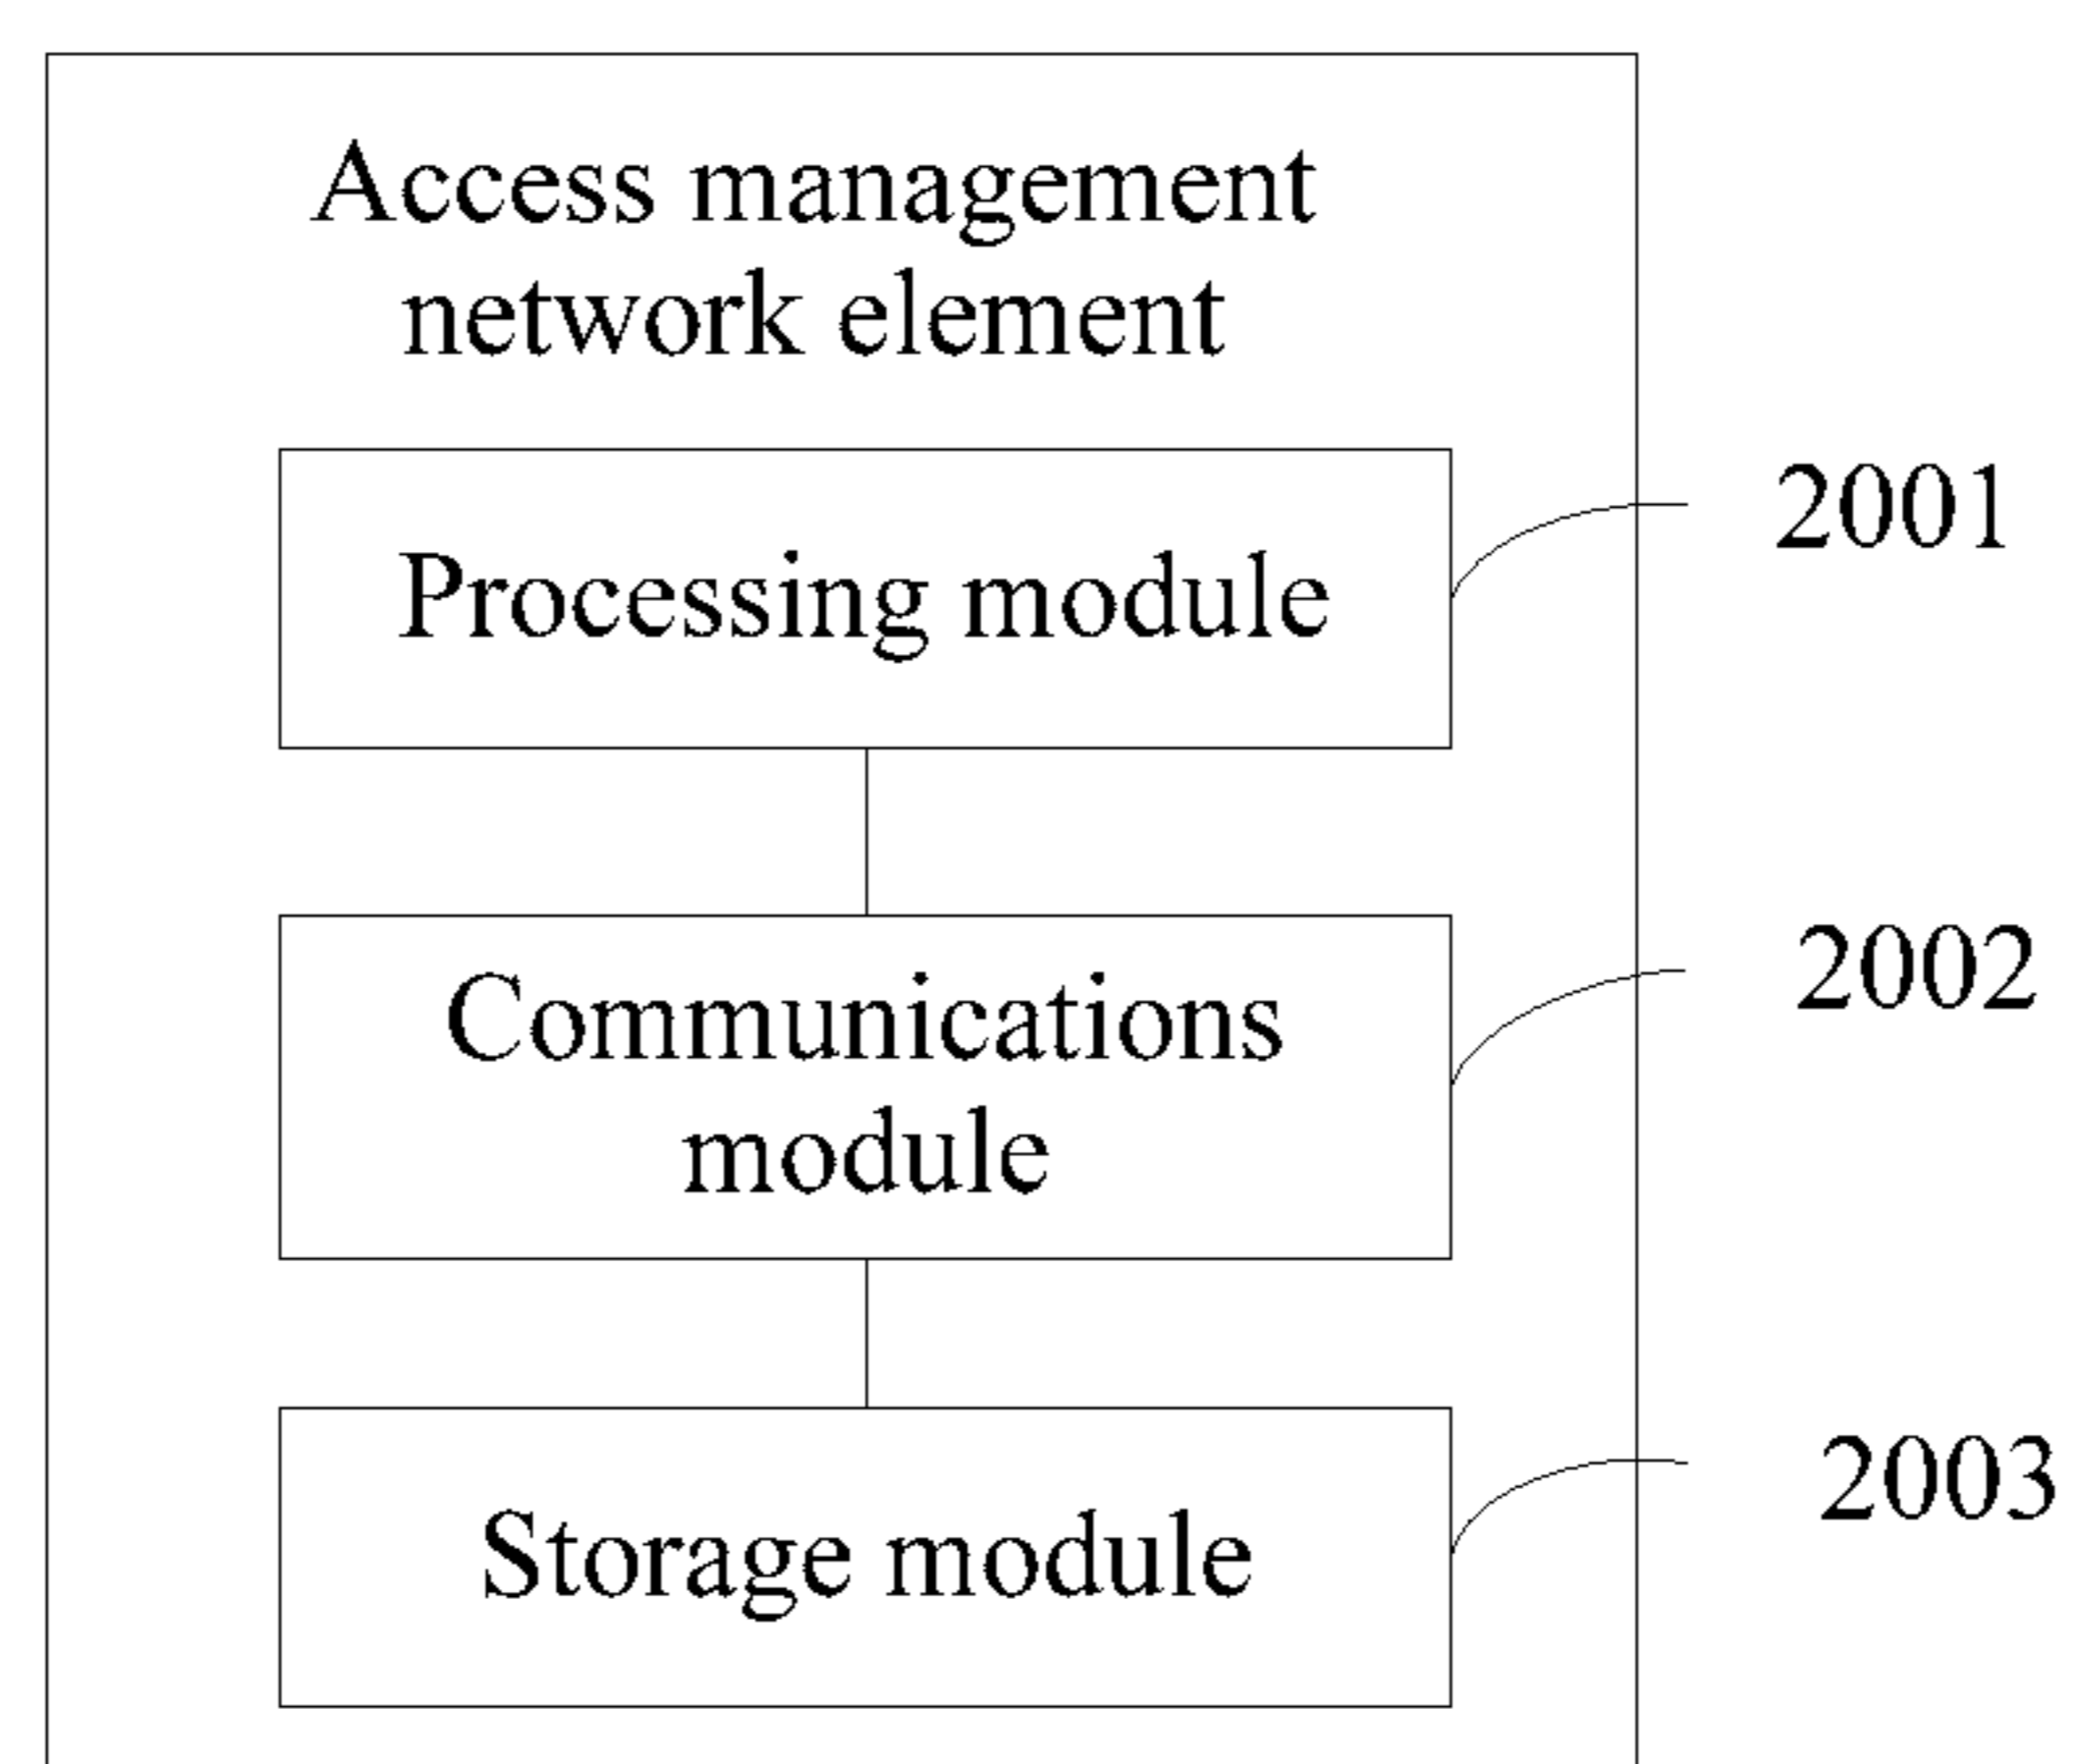 Access management
network element
Processing module
2001
Communications
module
2002
Storage module
2003